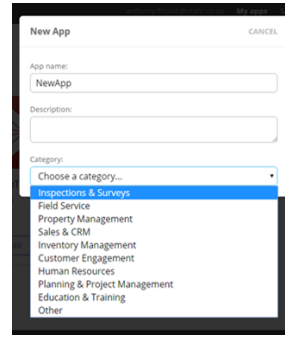 My apps
New App
CANCEL
App name:
NewApp
Description:
Category:
Choose a category...
Inspections & Surveys
Field Service
Property Management
Sales & CRM
Inventory Management
Customer Engagement
Human Resources
Planning & Project Management
Education & Training
Other